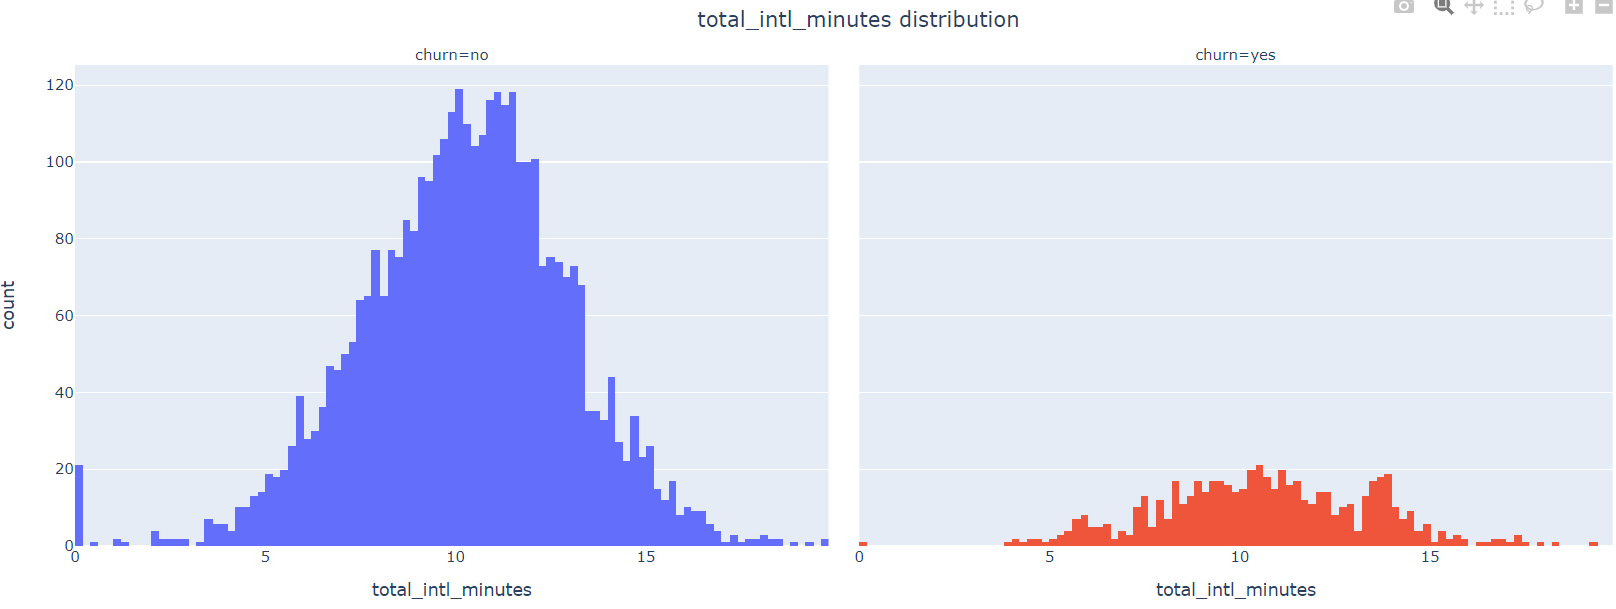 total_intl_minutes distribution
churn=no
churn=yes
120
100
80
60
40
20
0
count
0 5 10 15
0 5 10 15
total_intl_minutes
total_intl_minutes